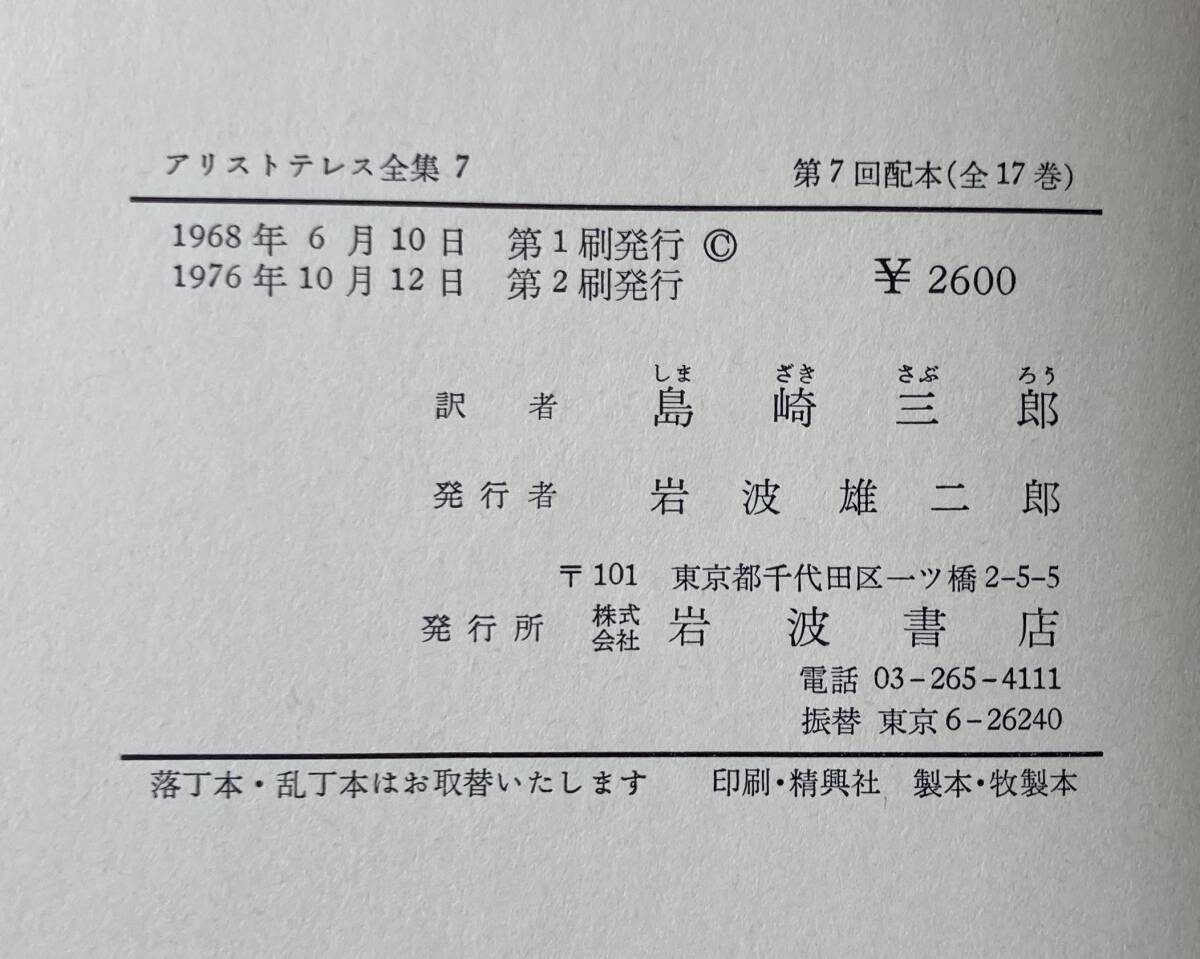 アリストテレス全集 7　第7回配本(全17巻)
1968年 6 月10日　第1刷発行 ©
1976年10月12日　第2刷発行　¥ 2600
しま ざき さぶ ろう
訳者　島崎三郎
発行者　岩波雄二郎
〒101　東京都千代田区一ツ橋2-5-5
発行所　株式会社　岩波書店
電話 03-265-4111
振替 東京6-26240
落丁本・乱丁本はお取替いたします　印刷・精興社　製本・牧製本